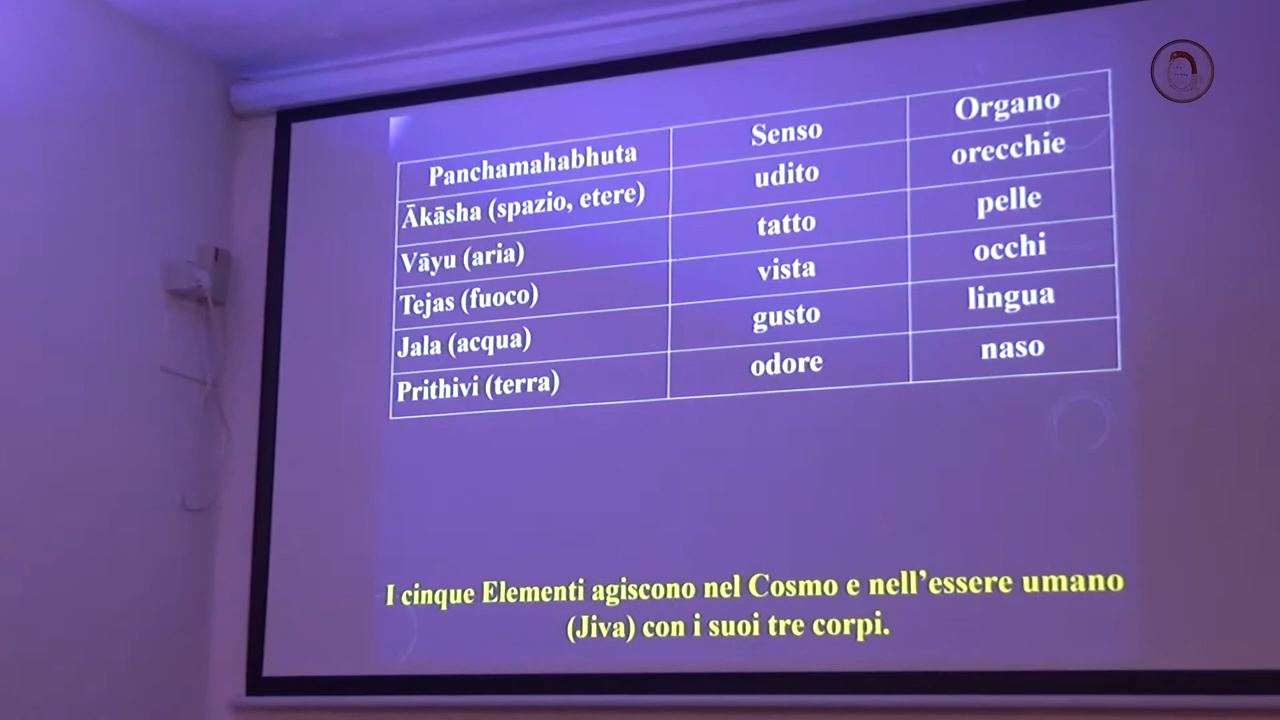 Panchamahabhuta Senso Organo
Ākāsha (spazio, etere) udito orecchie
Vāyu (aria) tatto pelle
Tejas (fuoco) vista occhi
Jala (acqua) gusto lingua
Prithivi (terra) odore naso
I cinque Elementi agiscono nel Cosmo e nell’essere umano
(Jiva) con i suoi tre corpi.